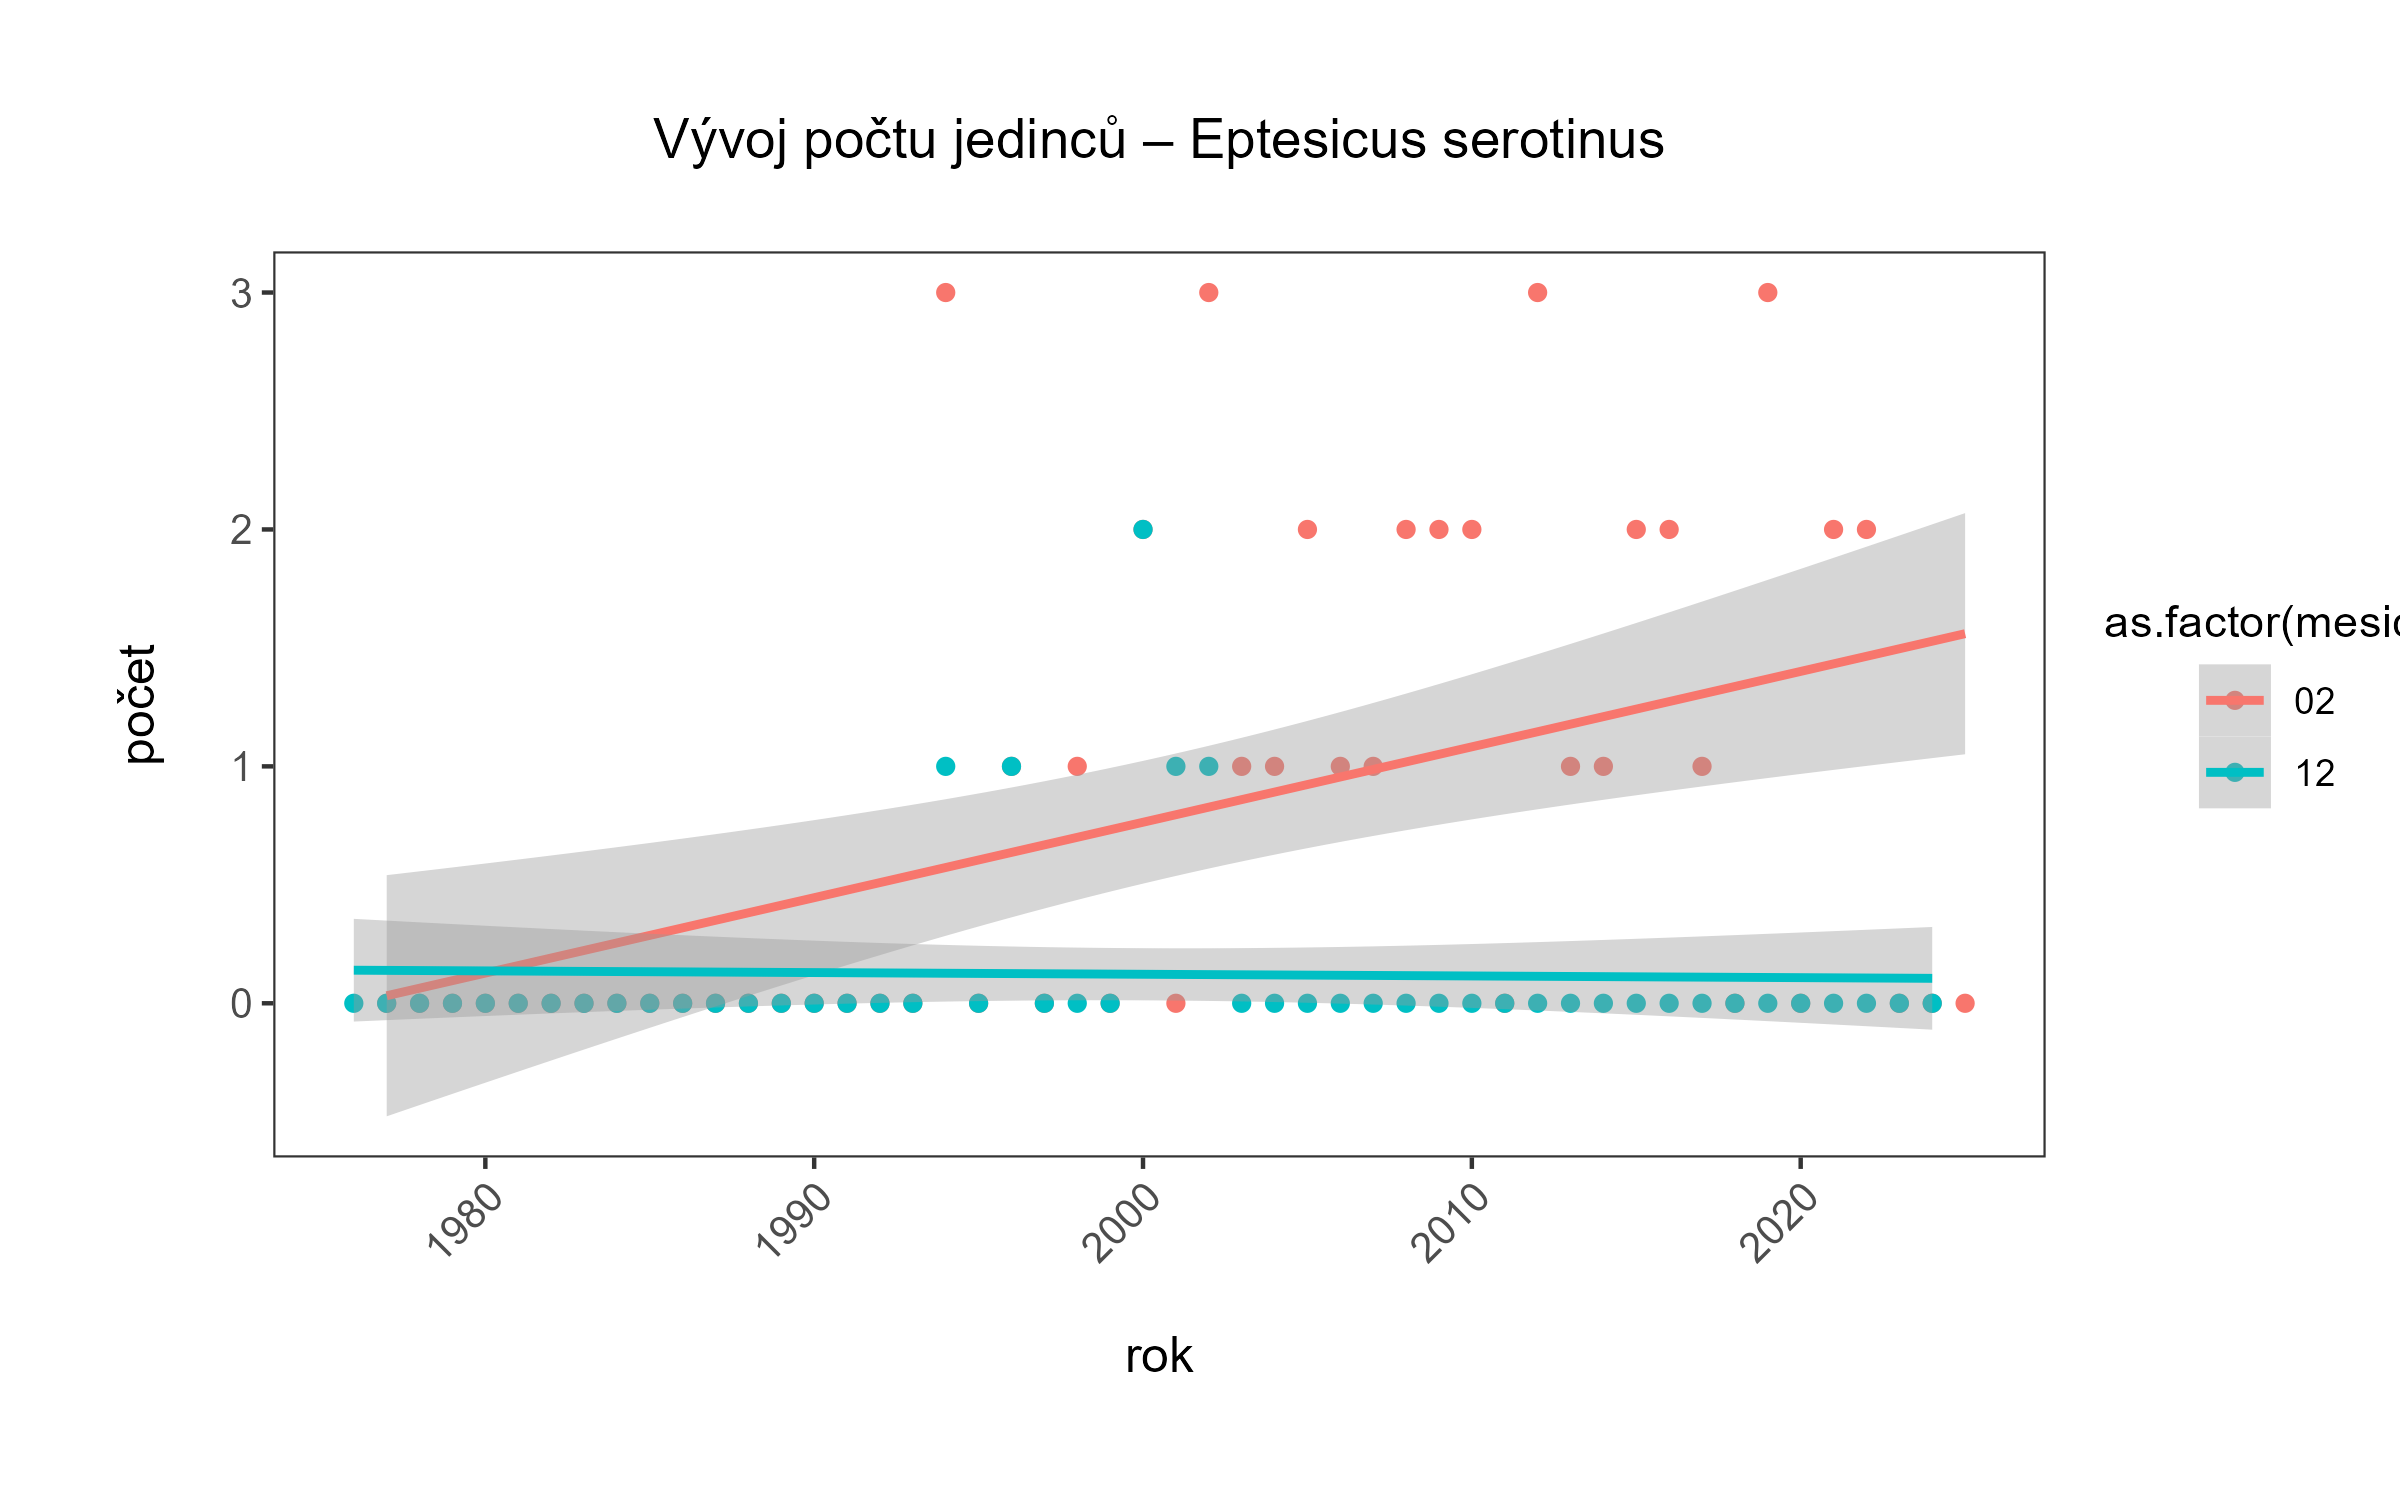 Vývoj počtu jedinců – Eptesicus serotinus
počet
3
2
1
0
1980
1990
2000
2010
2020
rok
as.factor(mesic
02
12